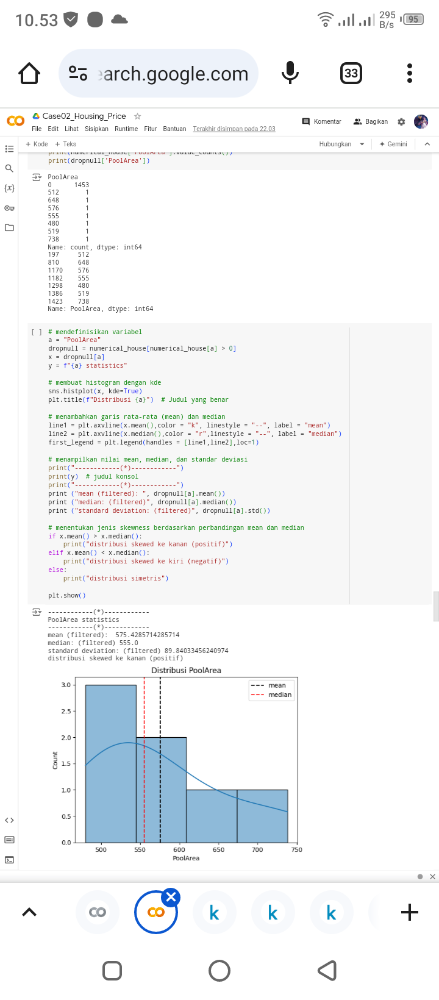 10.53
295
B/s
95
earch.google.com
33
Case02_Housing_Price
Komentar
Bagikan
File Edit Lihat Sisipkan Runtime Fitur Bantuan Terakhir disimpan pada 22.03
+ Kode + Teks
Hubungkan
Gemini
print(numerical_house['PoolArea'].value_counts())
print(dropnull['PoolArea'])
PoolArea
0 1453
512 1
648 1
576 1
555 1
480 1
519 1
738 1
Name: count, dtype: int64
197 512
810 648
1170 576
1182 555
1298 480
1386 519
1423 738
Name: PoolArea, dtype: int64
[ ] # mendefinisikan variabel
a = "PoolArea"
dropnull = numerical_house[numerical_house[a] > 0]
x = dropnull[a]
y = f"{a} statistics"
# membuat histogram dengan kde
sns.histplot(x, kde=True)
plt.title(f"Distribusi {a}") # Judul yang benar
# menambahkan garis rata-rata (mean) dan median
line1 = plt.axvline(x.mean(),color = "k", linestyle = "--", label = "mean")
line2 = plt.axvline(x.median(),color = "r",linestyle = "--", label = "median")
first_legend = plt.legend(handles = [line1,line2],loc=1)
# menampilkan nilai mean, median, dan standar deviasi
print("------------(*)------------")
print(y) # judul konsol
print("------------(*)------------")
print ("mean (filtered): ", dropnull[a].mean())
print ("median: (filtered)", dropnull[a].median())
print ("standard deviation: (filtered)", dropnull[a].std())
# menentukan jenis skewness berdasarkan perbandingan mean dan median
if x.mean() > x.median():
print("distribusi skewed ke kanan (positif)")
elif x.mean() < x.median():
print("distribusi skewed ke kiri (negatif)")
else:
print("distribusi simetris")
plt.show()
------------(*)------------
PoolArea statistics
------------(*)------------
mean (filtered):  575.4285714285714
median: (filtered) 555.0
standard deviation: (filtered) 89.84033456240974
distribusi skewed ke kanan (positif)
Distribusi PoolArea
mean
median
3.0
2.5
2.0
1.5
1.0
0.5
0.0
Count
500 550 600 650 700 750
PoolArea
k k k